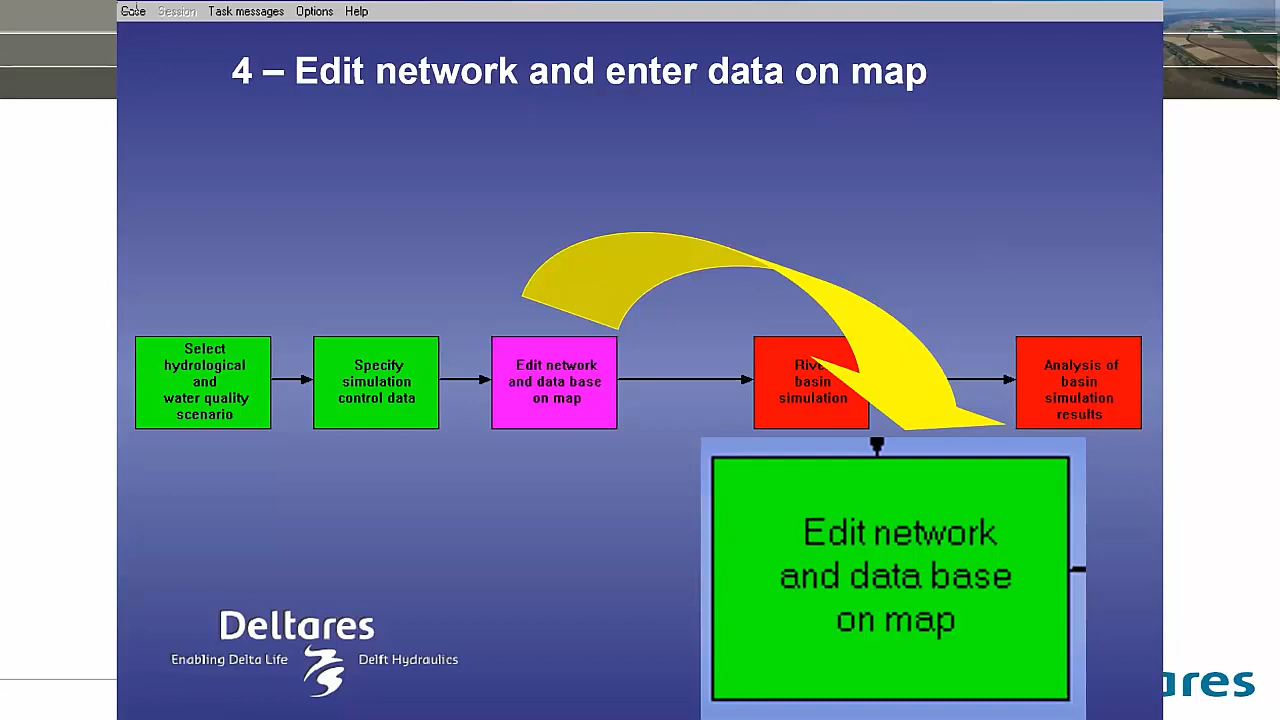 Case Session Task messages Options Help
4 – Edit network and enter data on map
Select
hydrological
and
water quality
scenario
Specify
simulation
control data
Edit network
and data base
on map
basin
simulation
Analysis of
basin
simulation
results
Edit network
and data base
on map
Deltares
Enabling Delta Life
Delft Hydraulics
ares